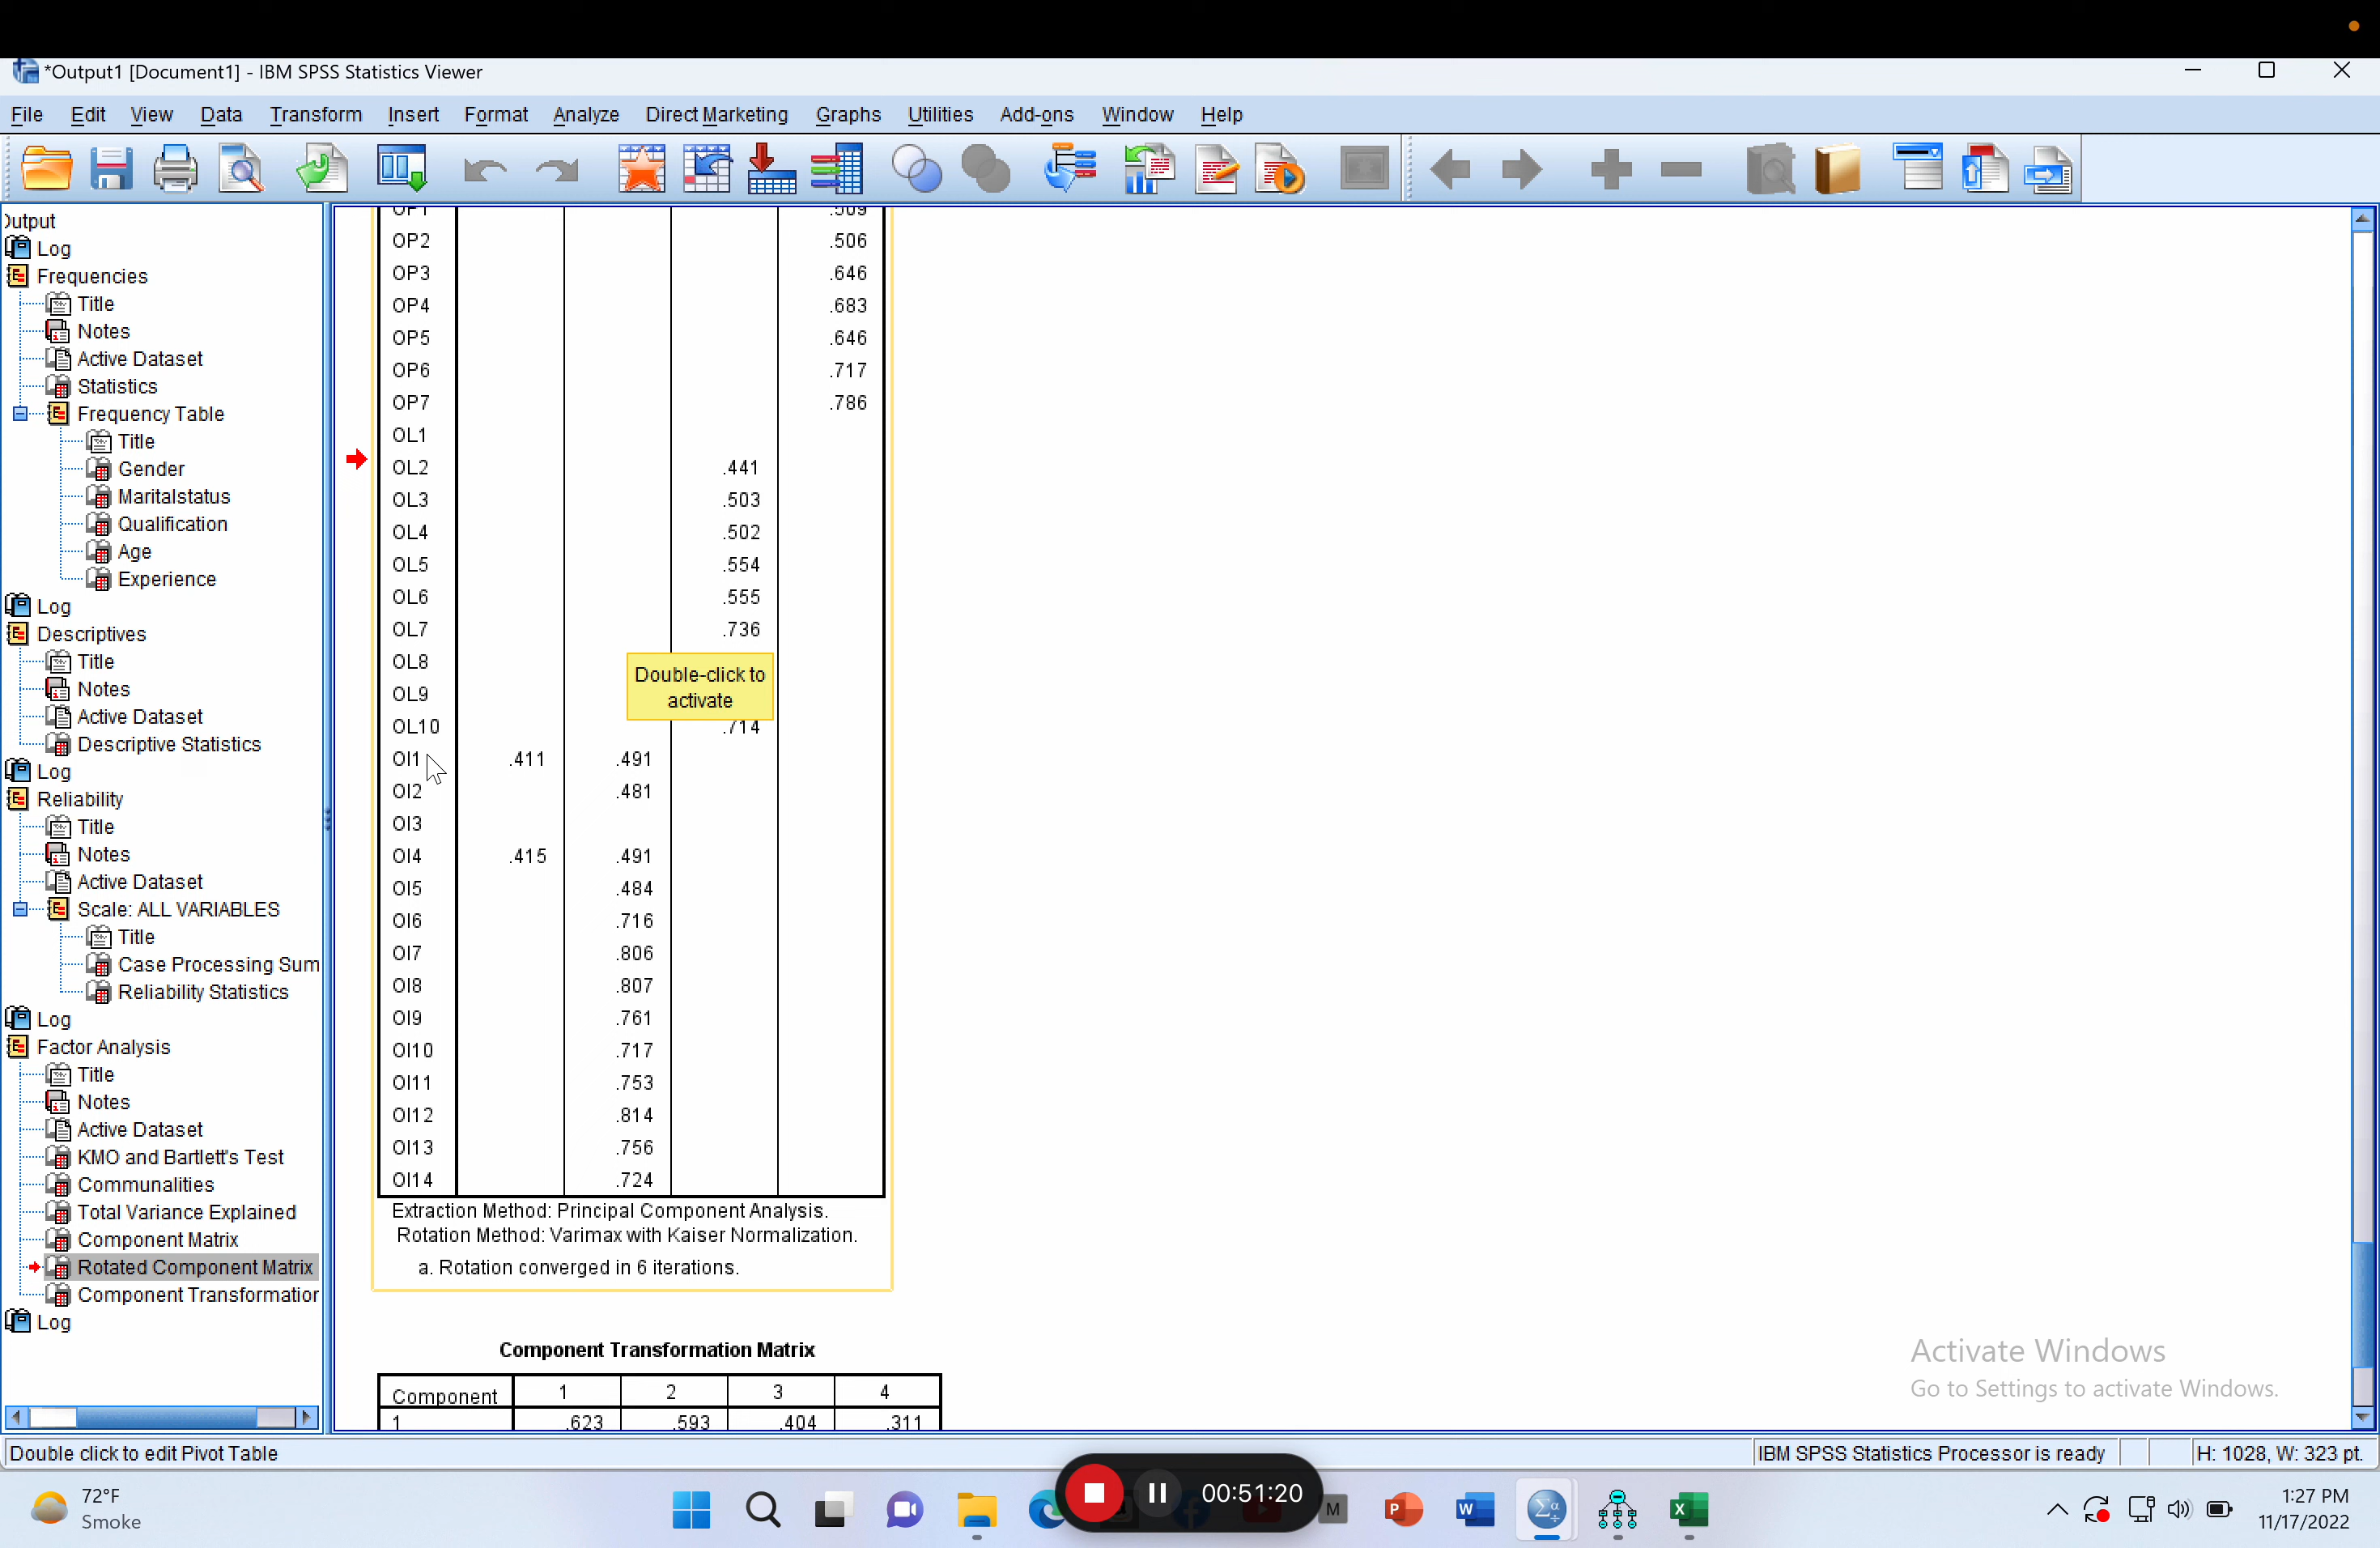 *Output1 [Document1] - IBM SPSS Statistics Viewer
File Edit View Data Transform Insert Format Analyze Direct Marketing Graphs Utilities Add-ons Window Help
Output
Log
Frequencies
Title
Notes
Active Dataset
Statistics
Frequency Table
Title
Gender
Maritalstatus
Qualification
Age
Experience
Log
Descriptives
Title
Notes
Active Dataset
Descriptive Statistics
Log
Reliability
Title
Notes
Active Dataset
Scale: ALL VARIABLES
Title
Case Processing Sum
Reliability Statistics
Log
Factor Analysis
Title
Notes
Active Dataset
KMO and Bartlett's Test
Communalities
Total Variance Explained
Component Matrix
Rotated Component Matrix
Component Transformation
Log
OP1 .509
OP2 .506
OP3 .646
OP4 .683
OP5 .646
OP6 .717
OP7 .786
OL1
OL2 .441
OL3 .503
OL4 .502
OL5 .554
OL6 .555
OL7 .736
OL8
OL9
Double-click to
activate
OL10 .714
OI1 .411 .491
OI2 .481
OI3
OI4 .415 .491
OI5 .484
OI6 .716
OI7 .806
OI8 .807
OI9 .761
OI10 .717
OI11 .753
OI12 .814
OI13 .756
OI14 .724
Extraction Method: Principal Component Analysis.
Rotation Method: Varimax with Kaiser Normalization.
a. Rotation converged in 6 iterations.
Component Transformation Matrix
Component 1 2 3 4
1 .623 .593 .404 .311
Activate Windows
Go to Settings to activate Windows.
Double click to edit Pivot Table
IBM SPSS Statistics Processor is ready
H: 1028, W: 323 pt.
72°F
Smoke
00:51:20
M
P
W
X
1:27 PM
11/17/2022